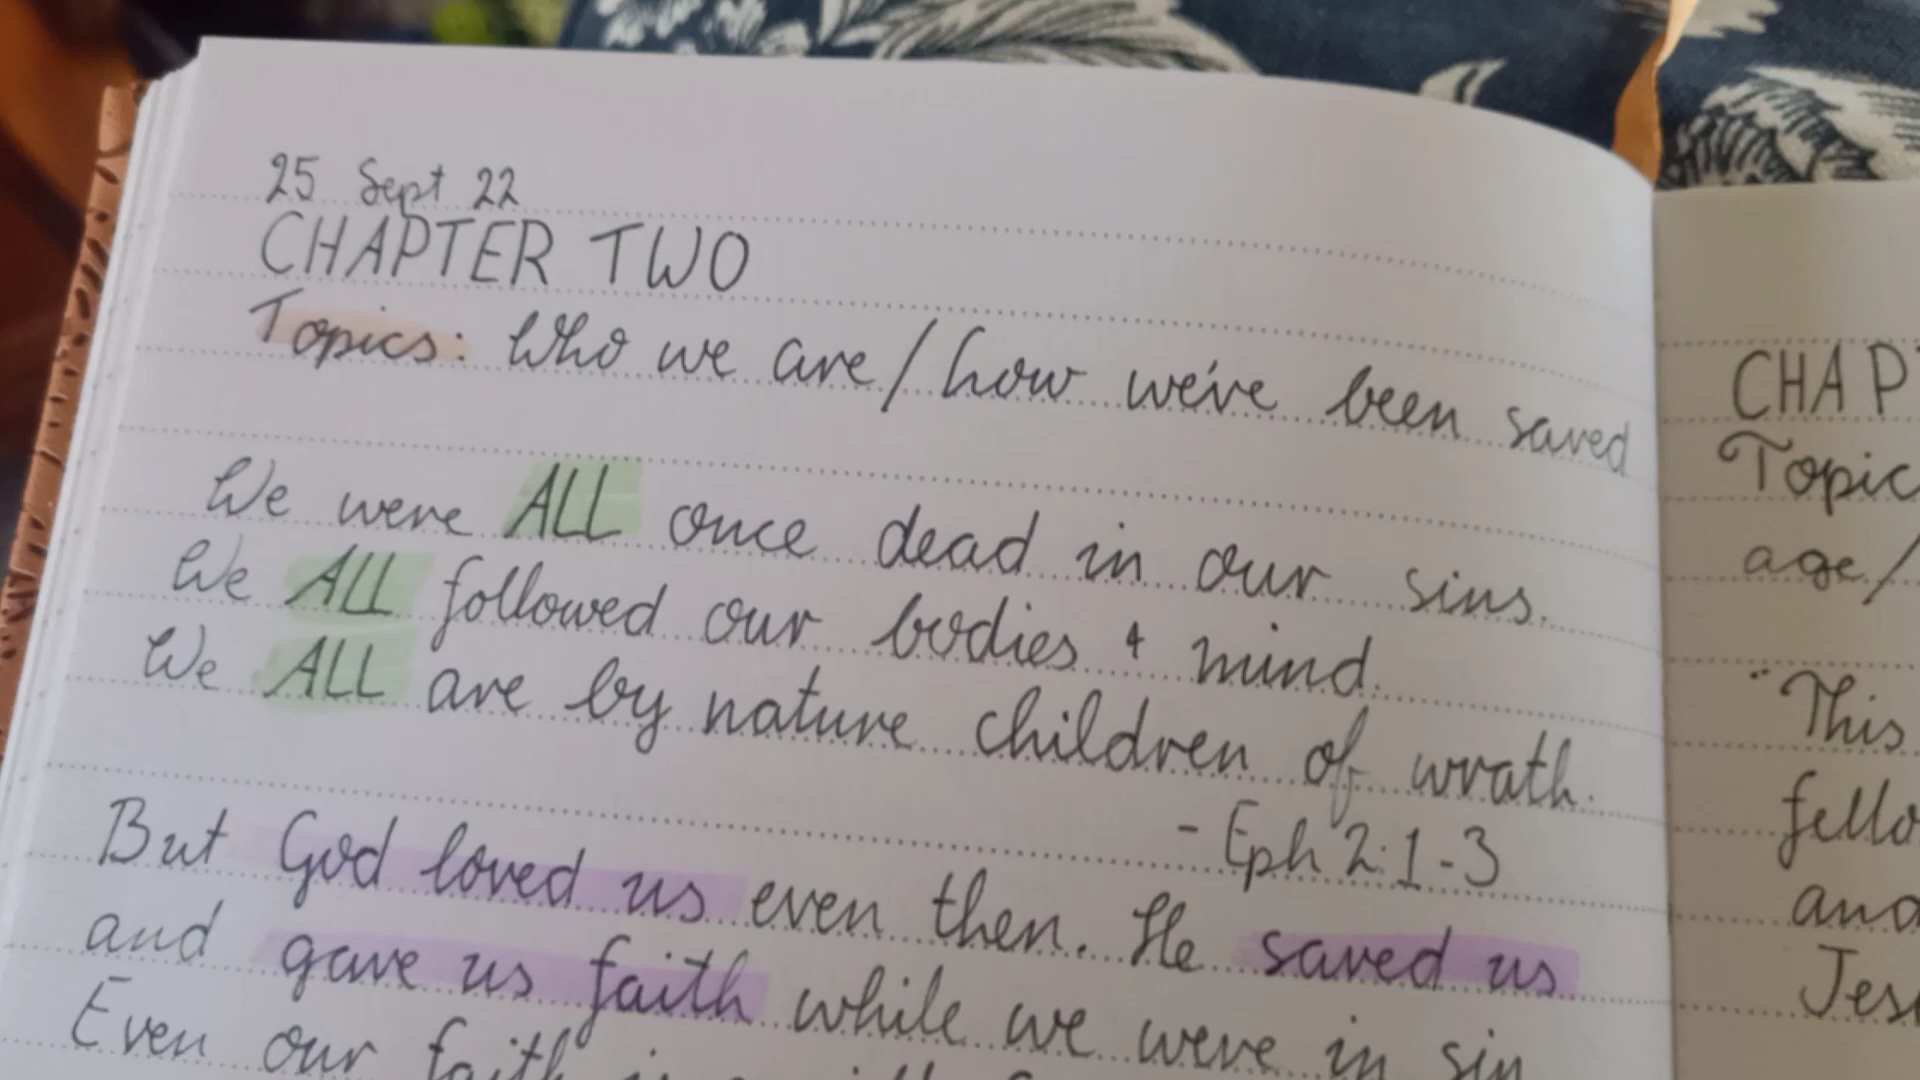 25 Sept 22
CHAPTER TWO
Topics: Who we are / how we've been saved
We were ALL once dead in our sins.
We ALL followed our bodies & mind.
We ALL are by nature children of wrath.
- Eph 2:1-3
But God loved us even then. He saved us
and gave us faith while we were in sin
Even our faith is
CHAP
Topic
age/
"This
fello
and
Jes